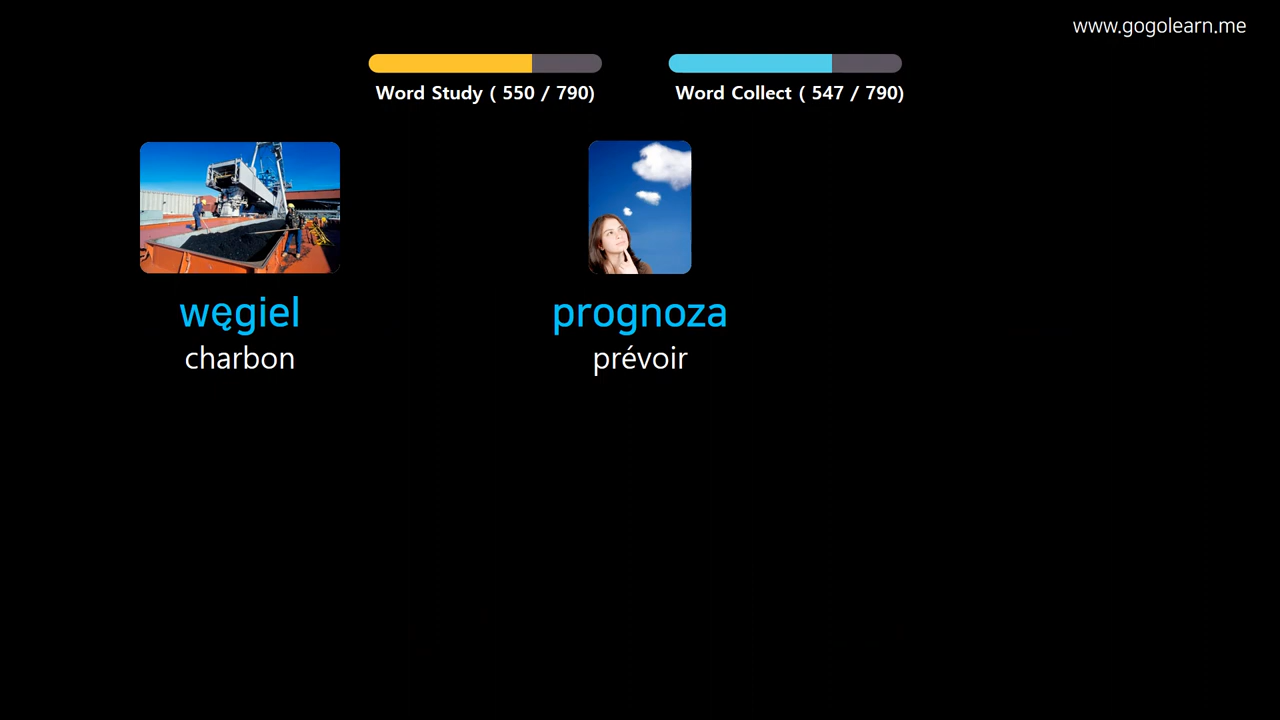 www.gogolearn.me
Word Study ( 550 / 790)
Word Collect ( 547 / 790)
węgiel
charbon
prognoza
prévoir